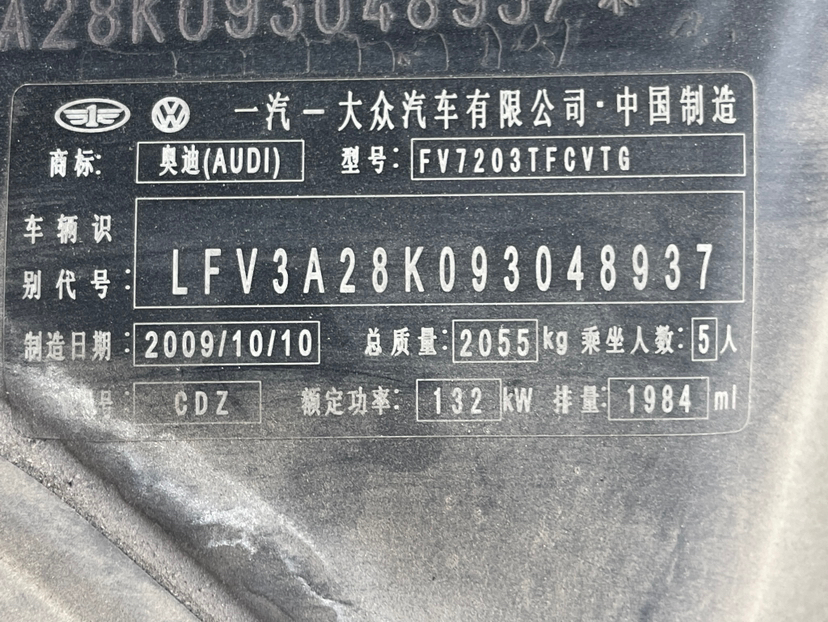 A28K093048937*
一汽－大众汽车有限公司·中国制造
商标: 奥迪(AUDI) 型号: FV7203TFCVTG
车辆识别代号: LFV3A28K093048937
制造日期: 2009/10/10 总质量: 2055 kg 乘坐人数: 5 人
号: CDZ 额定功率: 132 kW 排量: 1984 ml